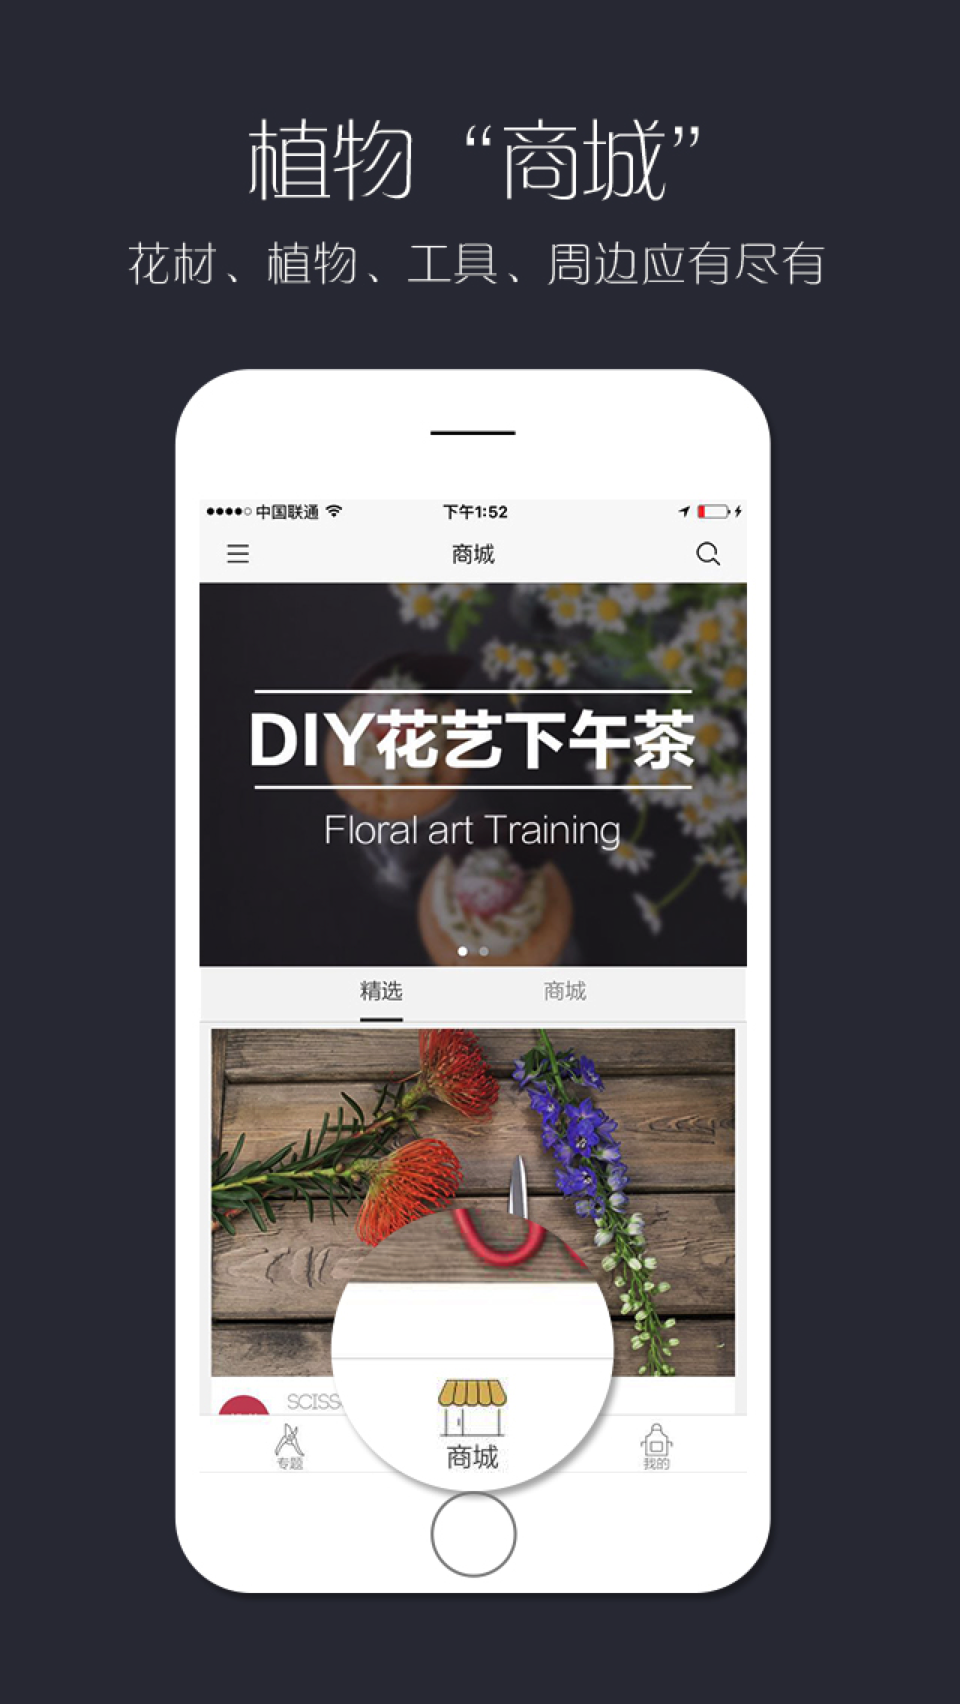 植物“商城”
花材、植物、工具、周边应有尽有
中国联通 下午1:52
商城
DIY花艺下午茶
Floral art Training
精选 商城
专题 商城 我的